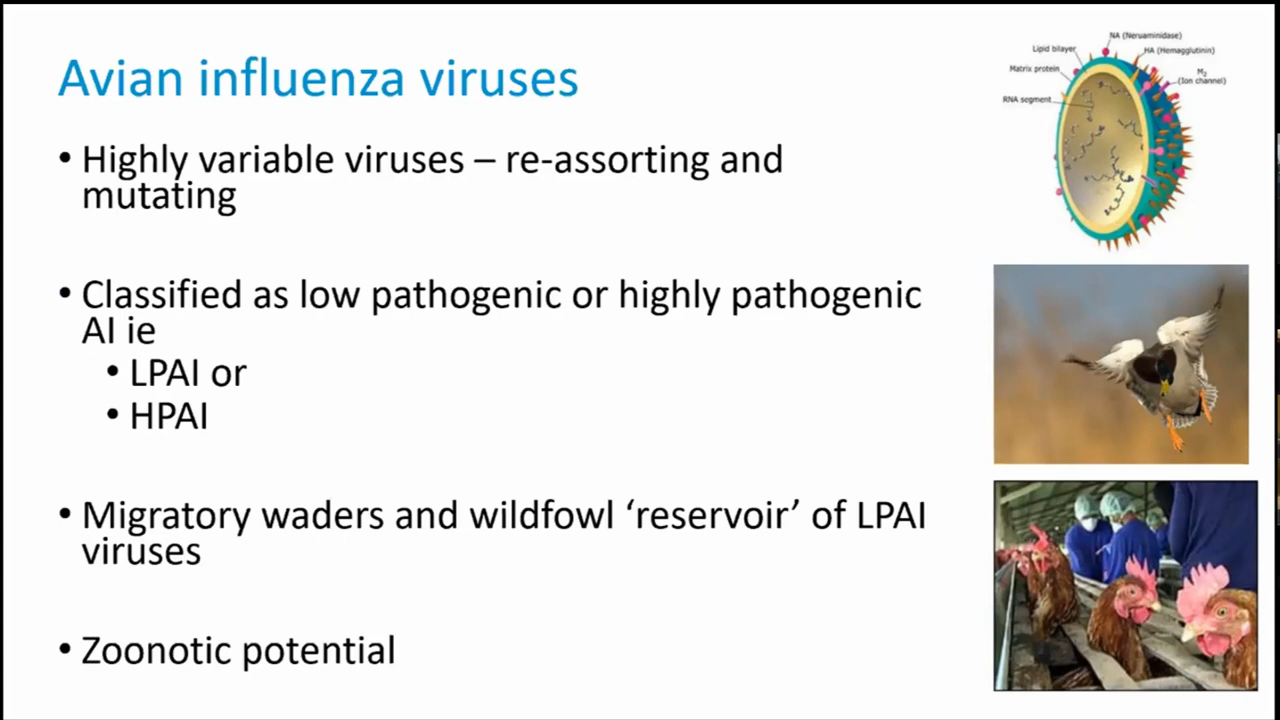 Avian influenza viruses
• Highly variable viruses – re-assorting and
mutating
• Classified as low pathogenic or highly pathogenic
AI ie
• LPAI or
• HPAI
• Migratory waders and wildfowl ‘reservoir’ of LPAI
viruses
• Zoonotic potential
NA (Neruaminidase)
Lipid bilayer
HA (Hemagglutinin)
Matrix protein
M2
(Ion channel)
RNA segment